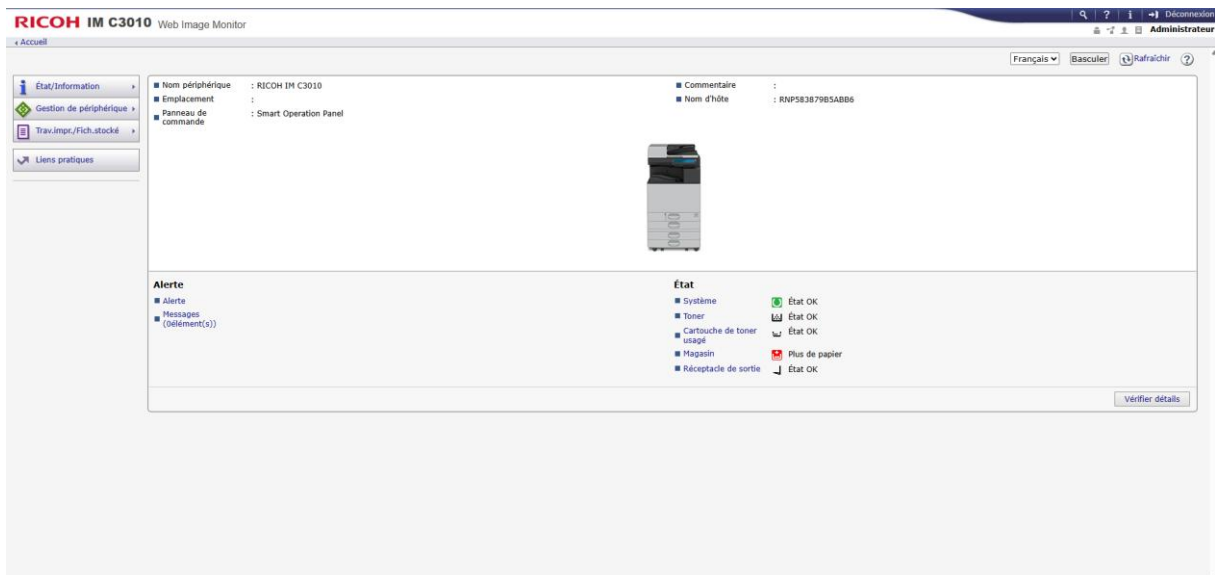 RICOH IM C3010 Web Image Monitor
? i Déconnexion
Administrateur
Accueil
Français Basculer Rafraîchir ?
État/Information
Gestion de périphérique
Trav.impr./Fich.stocké
Liens pratiques
Nom périphérique : RICOH IM C3010
Emplacement :
Panneau de commande : Smart Operation Panel
Commentaire :
Nom d'hôte : RNP583879B5ABB6
Alerte
Alerte
Messages
(0élément(s))
État
Système État OK
Toner État OK
Cartouche de toner usagé État OK
Magasin Plus de papier
Réceptacle de sortie État OK
Vérifier détails